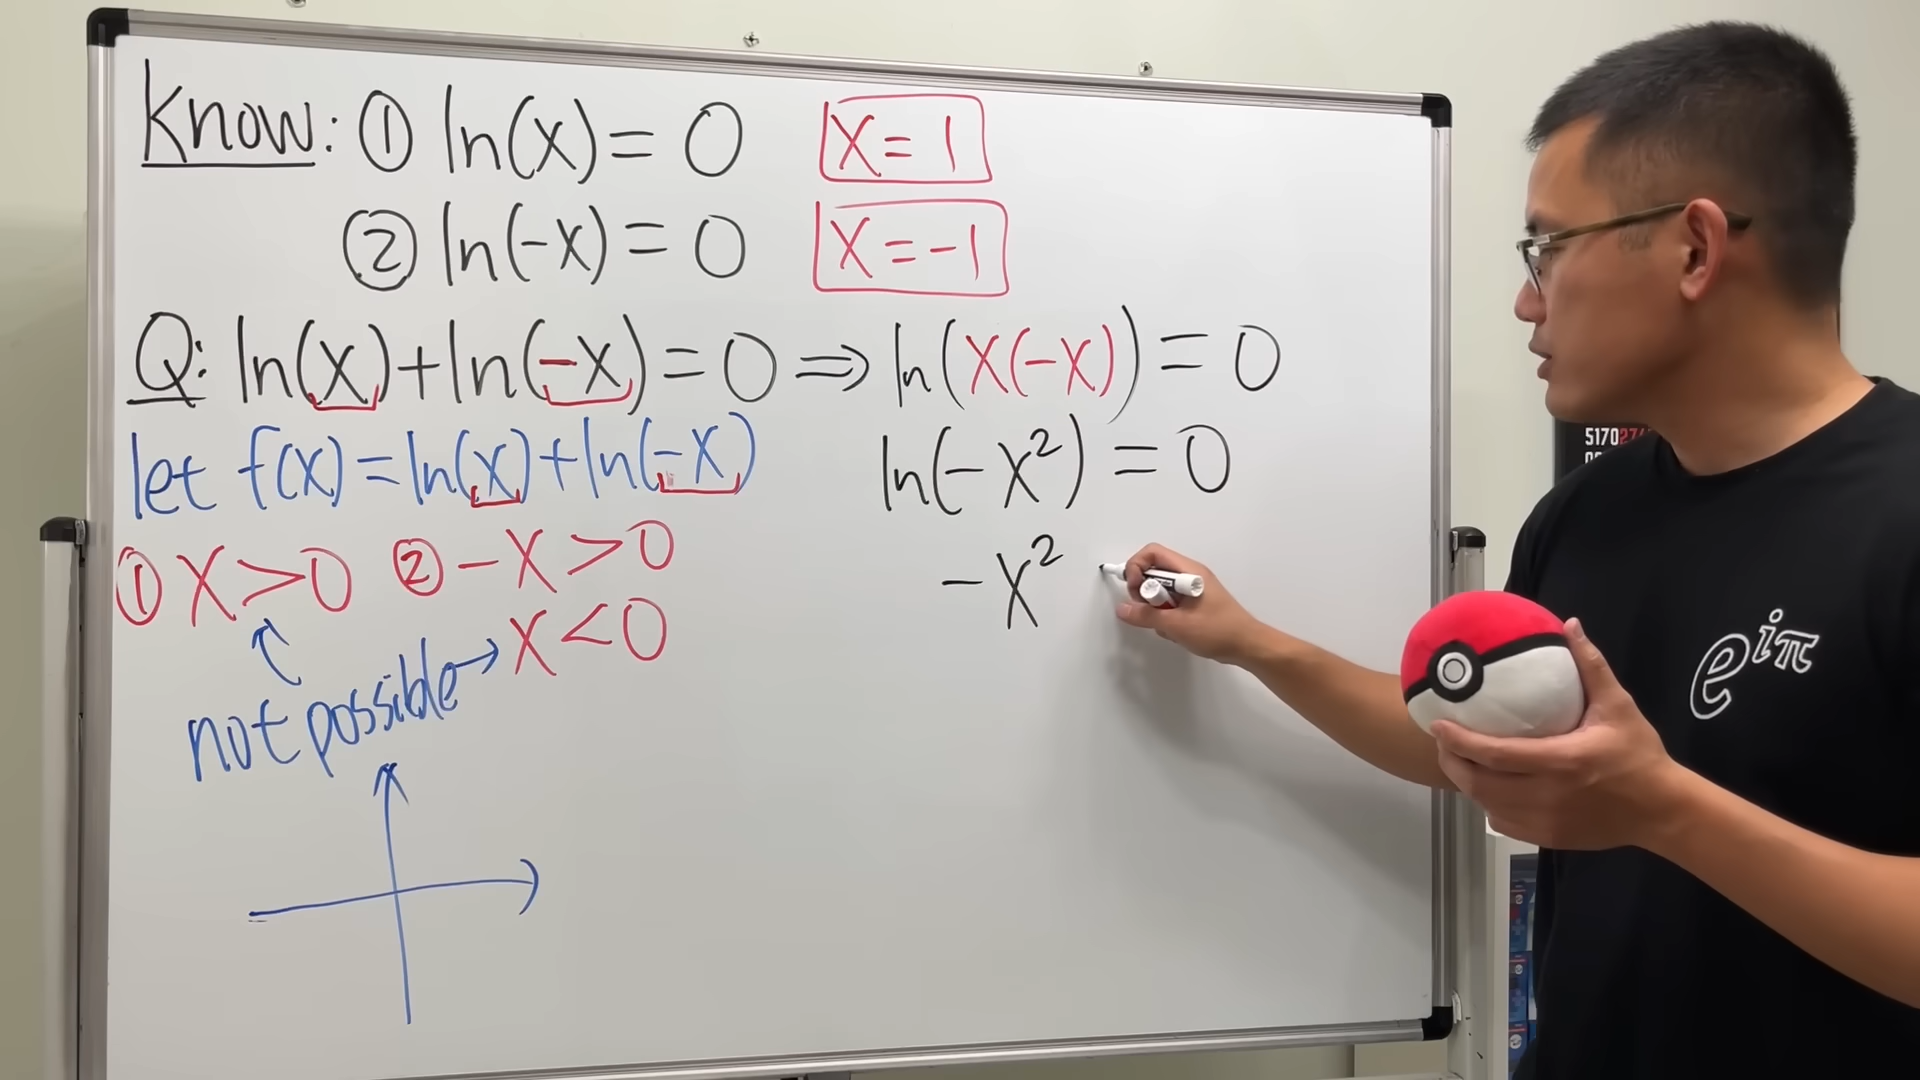 Know: ① ln(x) = 0 x = 1
② ln(-x) = 0 x = -1
Q: ln(x) + ln(-x) = 0 ⇒ ln(x(-x)) = 0
let f(x) = ln(x) + ln(-x)
ln(-x²) = 0
① x > 0 ② -x > 0
-x²
x < 0
not possible →
5170
e^iπ